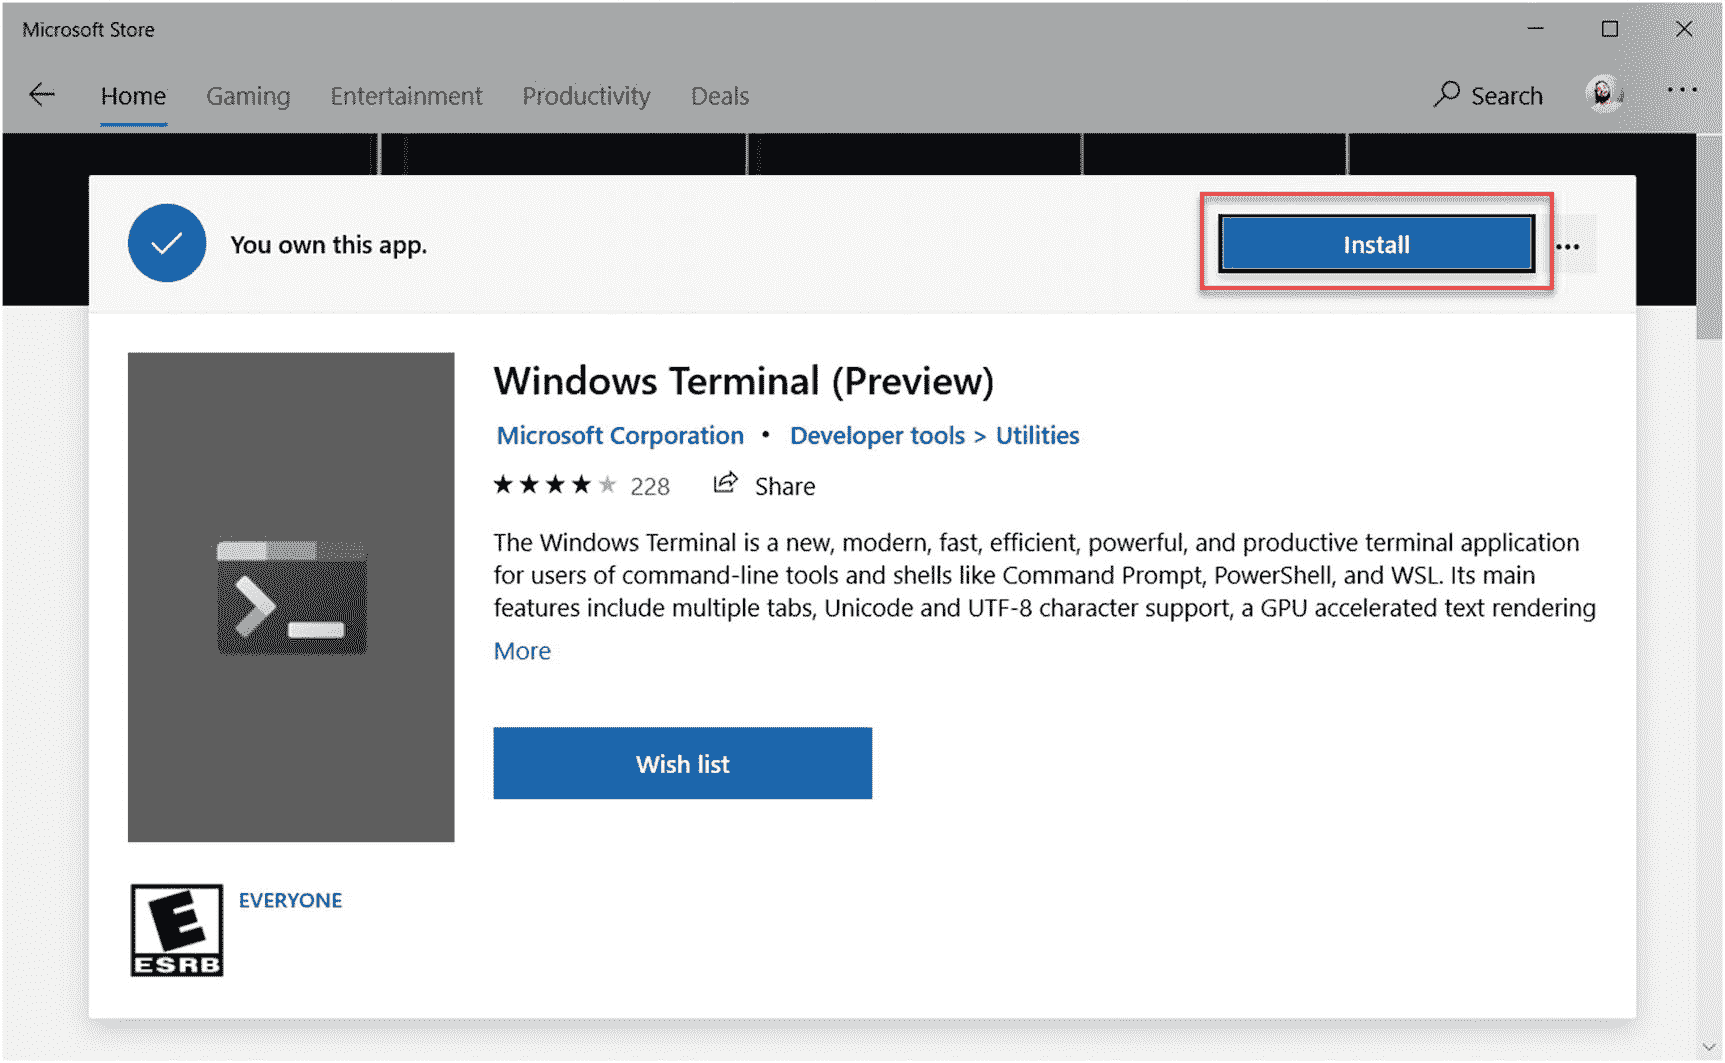 Microsoft Store
Home Gaming Entertainment Productivity Deals Search
You own this app.
Install
Windows Terminal (Preview)
Microsoft Corporation • Developer tools > Utilities
228 Share
The Windows Terminal is a new, modern, fast, efficient, powerful, and productive terminal application
for users of command-line tools and shells like Command Prompt, PowerShell, and WSL. Its main
features include multiple tabs, Unicode and UTF-8 character support, a GPU accelerated text rendering
More
Wish list
E
EVERYONE
ESRB